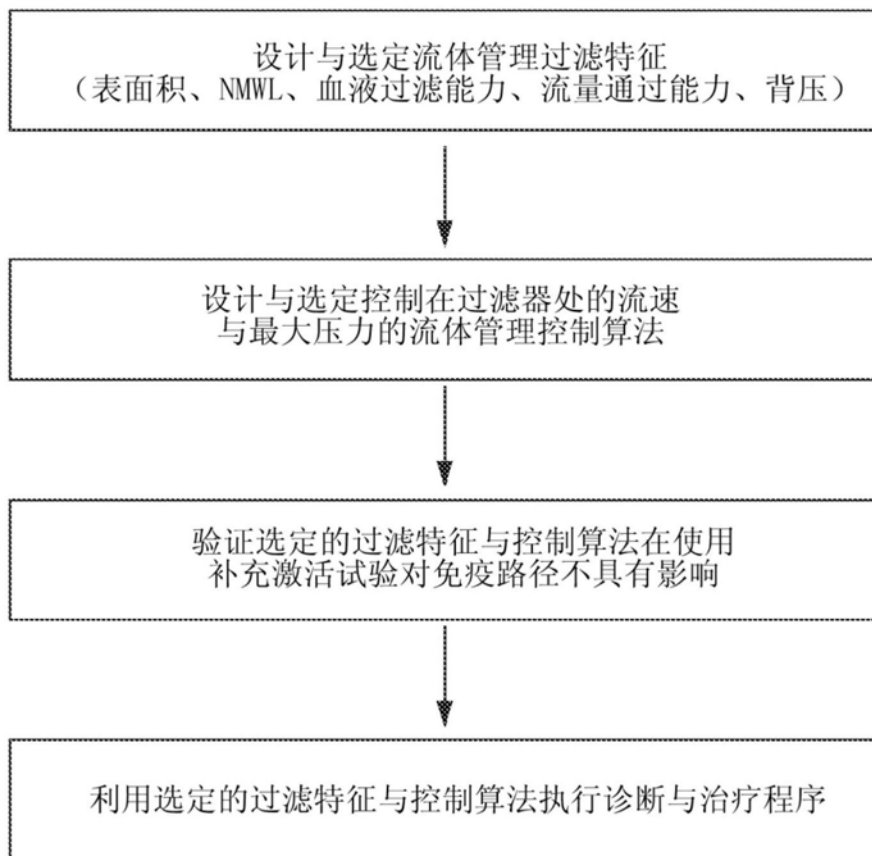 设计与选定流体管理过滤特征
（表面积、NMWL、血液过滤能力、流量通过能力、背压）
设计与选定控制在过滤器处的流速
与最大压力的流体管理控制算法
验证选定的过滤特征与控制算法在使用
补充激活试验对免疫路径不具有影响
利用选定的过滤特征与控制算法执行诊断与治疗程序